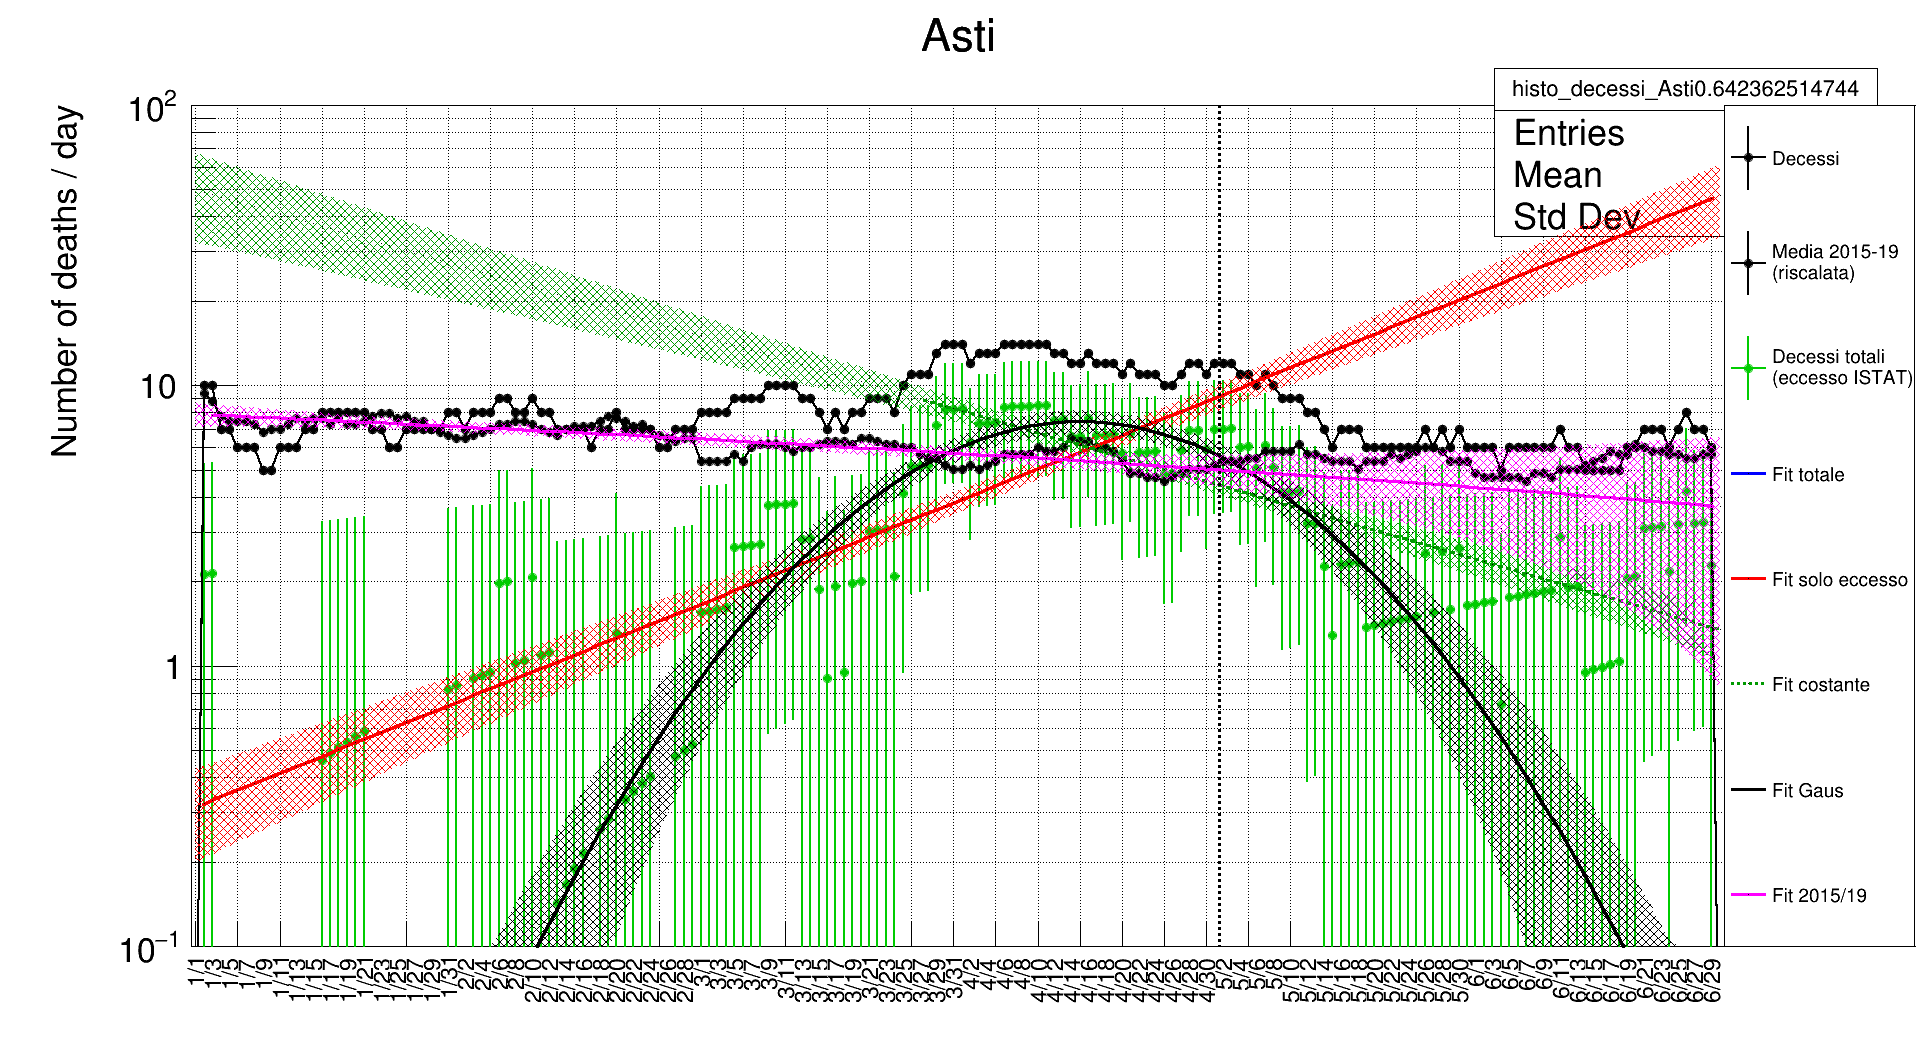 Asti
histo_decessi_Asti0.642362514744
Entries
Mean
Std Dev
Number of deaths / day
10²
10
1
10⁻¹
Decessi
Media 2015-19
(riscalata)
Decessi totali
(eccesso ISTAT)
Fit totale
Fit solo eccesso
Fit costante
Fit Gaus
Fit 2015/19
1/1 1/3 1/5 1/7 1/9 1/11 1/13 1/15 1/17 1/19 1/21 1/23 1/25 1/27 1/29 1/31 2/2 2/4 2/6 2/8 2/10 2/12 2/14 2/16 2/18 2/20 2/22 2/24 2/26 2/28 3/1 3/3 3/5 3/7 3/9 3/11 3/13 3/15 3/17 3/19 3/21 3/23 3/25 3/27 3/29 3/31 4/2 4/4 4/6 4/8 4/10 4/12 4/14 4/16 4/18 4/20 4/22 4/24 4/26 4/28 4/30 5/2 5/4 5/6 5/8 5/10 5/12 5/14 5/16 5/18 5/20 5/22 5/24 5/26 5/28 5/30 6/1 6/3 6/5 6/7 6/9 6/11 6/13 6/15 6/17 6/19 6/21 6/23 6/25 6/27 6/29